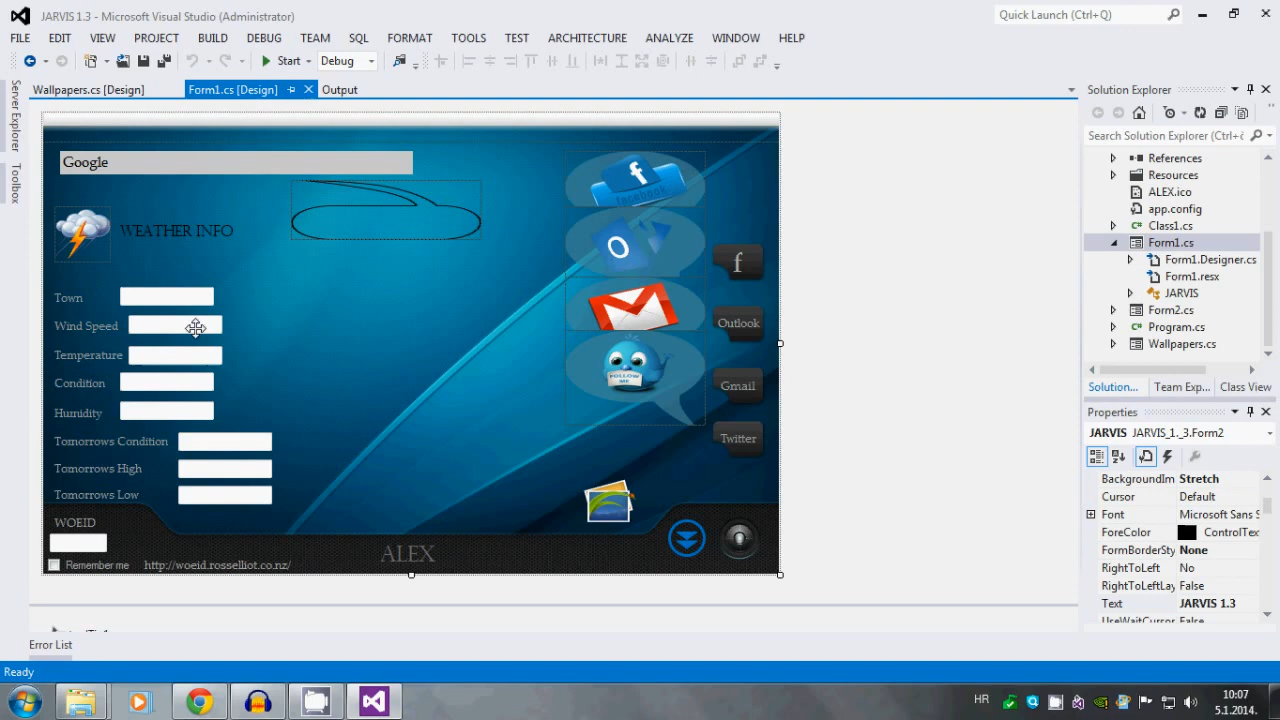 JARVIS 1.3 - Microsoft Visual Studio (Administrator)
Quick Launch (Ctrl+Q)
FILE EDIT VIEW PROJECT BUILD DEBUG TEAM SQL FORMAT TOOLS TEST ARCHITECTURE ANALYZE WINDOW HELP
Start Debug
Server Explorer
Toolbox
Wallpapers.cs [Design] Form1.cs [Design] Output
Google
WEATHER INFO
Town
Wind Speed
Temperature
Condition
Humidity
Tomorrows Condition
Tomorrows High
Tomorrows Low
WOEID
Remember me http://woeid.rosselliot.co.nz/
ALEX
f
facebook
O
FOLLOW
ME
f
Outlook
Gmail
Twitter
Solution Explorer
Search Solution Explorer (Ctrl+č
References
Resources
ALEX.ico
app.config
Class1.cs
Form1.cs
Form1.Designer.cs
Form1.resx
JARVIS
Form2.cs
Program.cs
Wallpapers.cs
Solution... Team Exp... Class View
Properties
JARVIS JARVIS_1._3.Form2
BackgroundIm Stretch
Cursor Default
Font Microsoft Sans S
ForeColor ControlTex
FormBorderSty None
RightToLeft No
RightToLeftLay False
Text JARVIS 1.3
UseWaitCursor False
Error List
Ready
HR
10:07
5.1.2014.